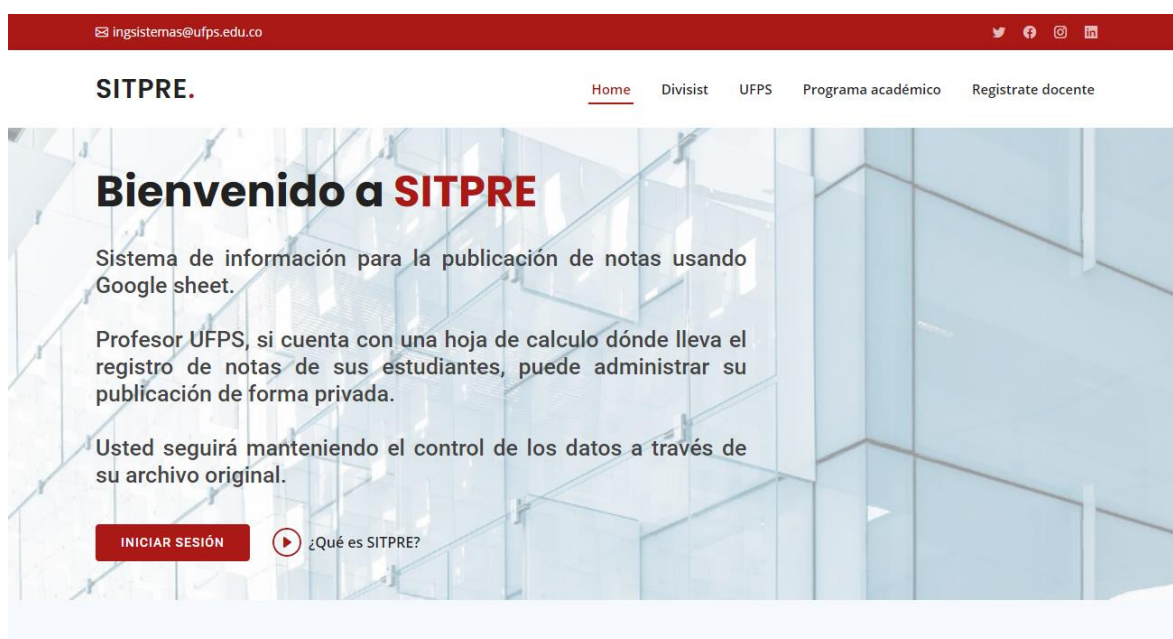 ingsistemas@ufps.edu.co
SITPRE.
Home Divisist UFPS Programa académico Registrate docente
Bienvenido a SITPRE
Sistema de información para la publicación de notas usando
Google sheet.
Profesor UFPS, si cuenta con una hoja de calculo dónde lleva el
registro de notas de sus estudiantes, puede administrar su
publicación de forma privada.
Usted seguirá manteniendo el control de los datos a través de
su archivo original.
INICIAR SESIÓN ¿Qué es SITPRE?